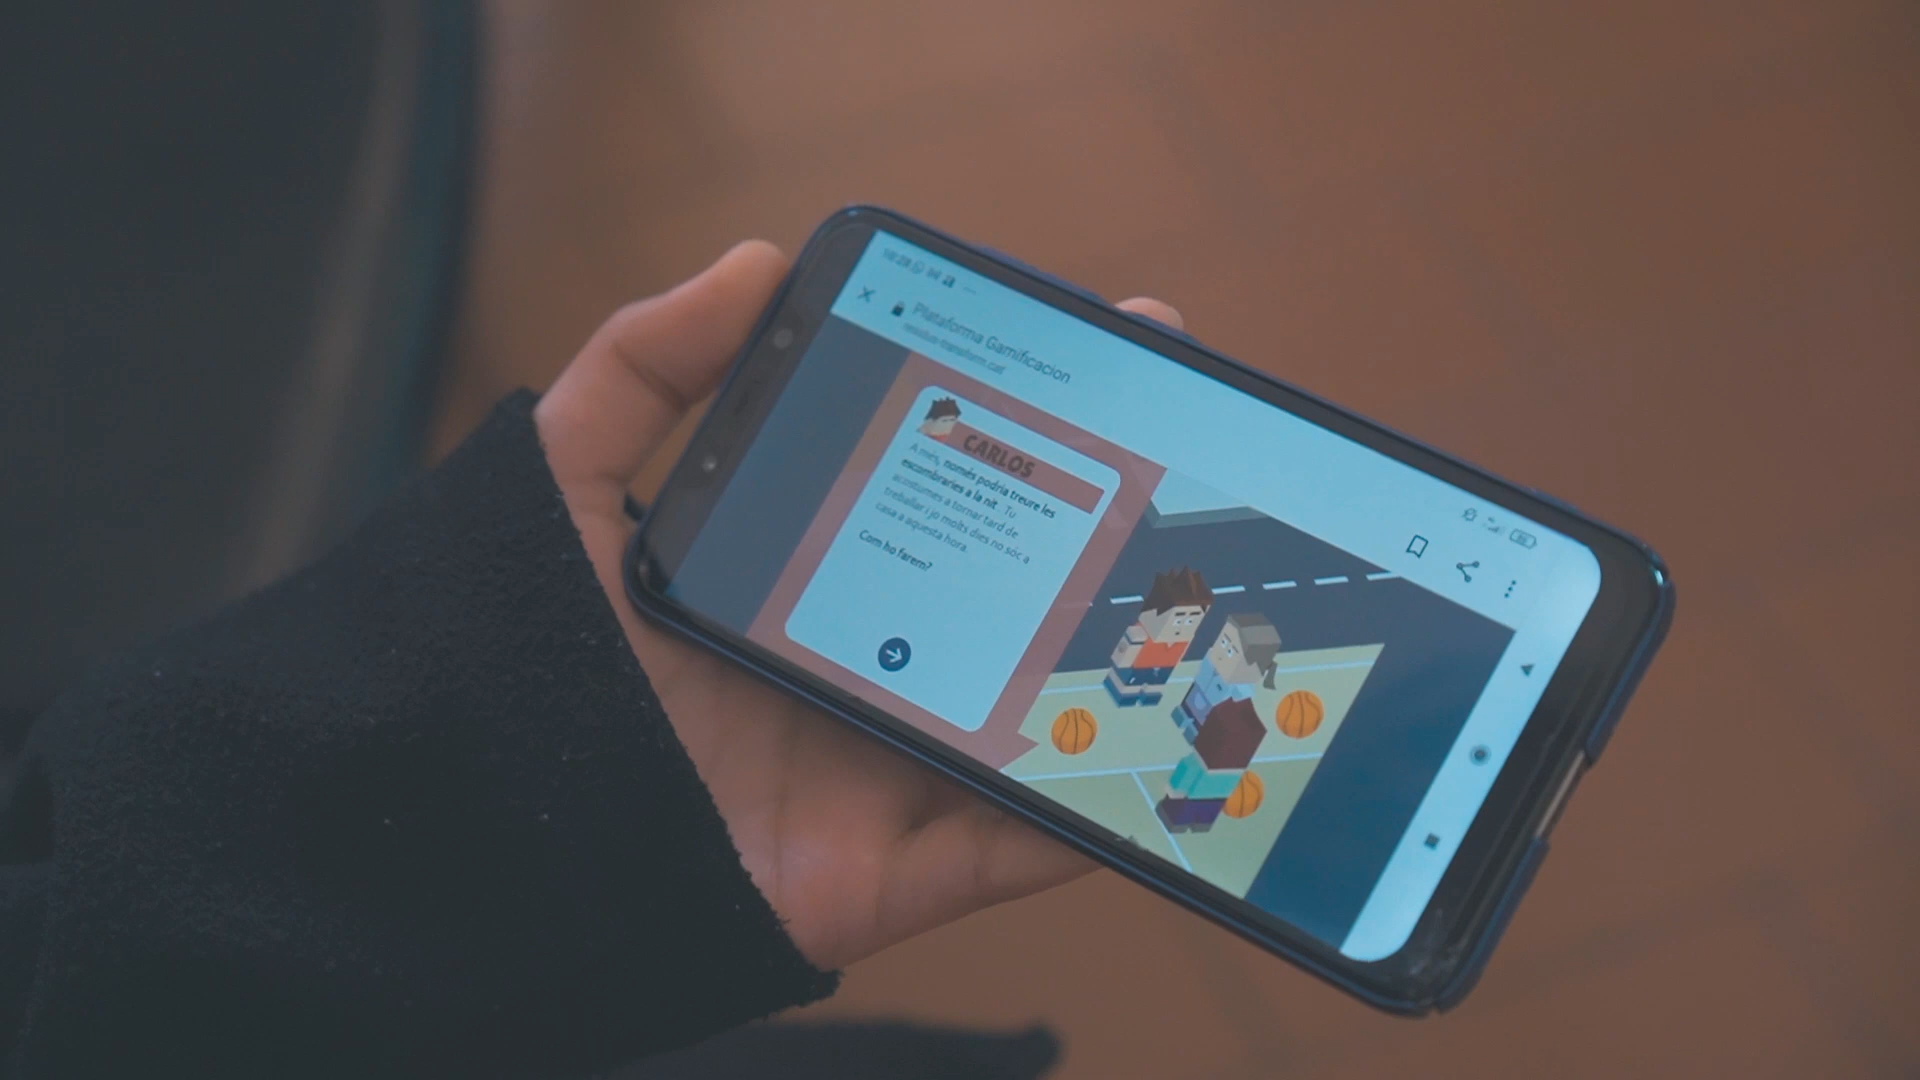 Plataforma Gamificacion
CARLOS
A més, només podria treure les
escombraries a la nit. Tu
acostumes a tornar tard de
treballar i jo molts dies no sóc a
casa a aquesta hora.
Com ho farem?